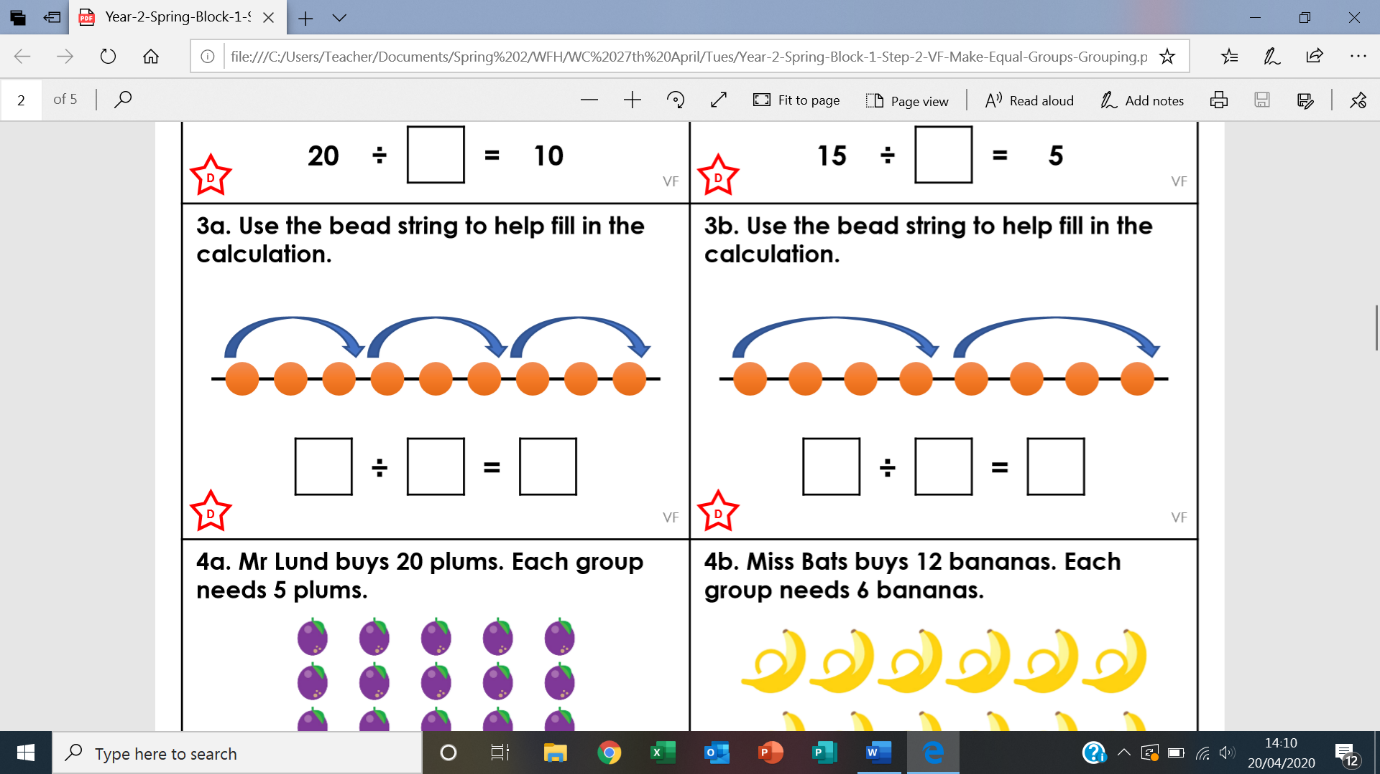 Year-2-Spring-Block-1-S
file:///C:/Users/Teacher/Documents/Spring%202/WFH/WC%2027th%20April/Tues/Year-2-Spring-Block-1-Step-2-VF-Make-Equal-Groups-Grouping.p
2 of 5
Fit to page
Page view
Read aloud
Add notes
20 ÷ = 10
D
VF
15 ÷ = 5
D
VF
3a. Use the bead string to help fill in the
calculation.
÷ =
D
VF
3b. Use the bead string to help fill in the
calculation.
÷ =
D
VF
4a. Mr Lund buys 20 plums. Each group
needs 5 plums.
4b. Miss Bats buys 12 bananas. Each
group needs 6 bananas.
Type here to search
14:10
20/04/2020
12